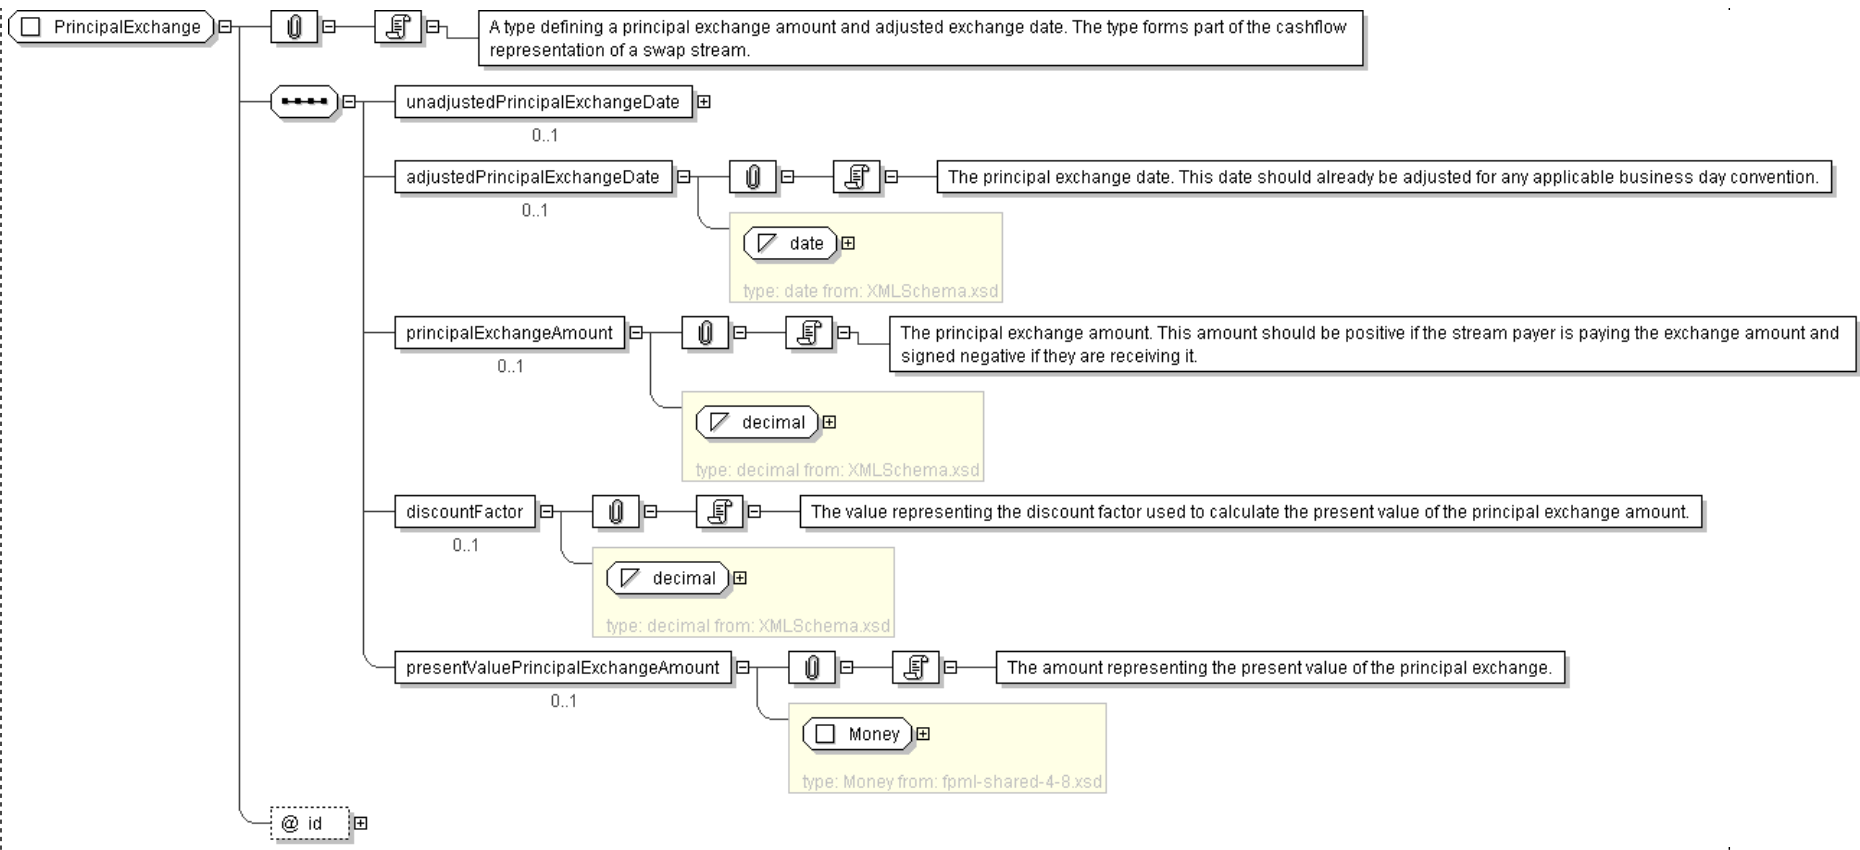 PrincipalExchange
A type defining a principal exchange amount and adjusted exchange date. The type forms part of the cashflow
representation of a swap stream.
unadjustedPrincipalExchangeDate
0..1
adjustedPrincipalExchangeDate
The principal exchange date. This date should already be adjusted for any applicable business day convention.
0..1
date
type: date from: XMLSchema.xsd
principalExchangeAmount
The principal exchange amount. This amount should be positive if the stream payer is paying the exchange amount and
signed negative if they are receiving it.
0..1
decimal
type: decimal from: XMLSchema.xsd
discountFactor
The value representing the discount factor used to calculate the present value of the principal exchange amount.
0..1
decimal
type: decimal from: XMLSchema.xsd
presentValuePrincipalExchangeAmount
The amount representing the present value of the principal exchange.
0..1
Money
type: Money from: fpml-shared-4-8.xsd
@ id